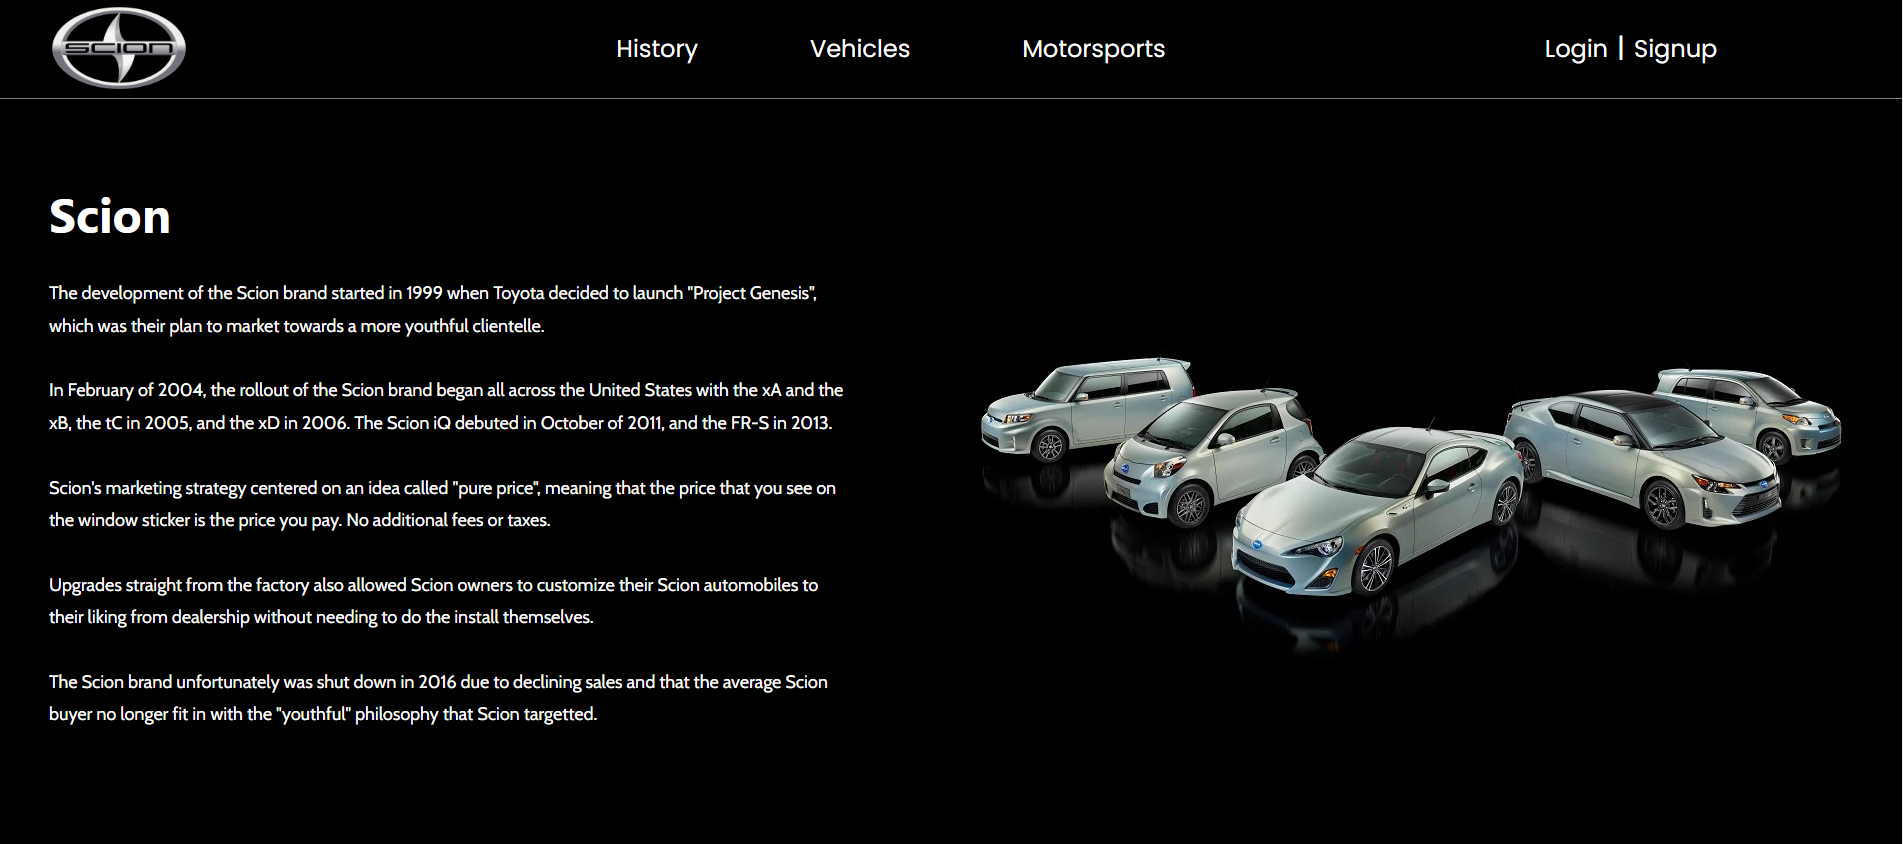 SCION
History
Vehicles
Motorsports
Login | Signup
Scion
The development of the Scion brand started in 1999 when Toyota decided to launch "Project Genesis",
which was their plan to market towards a more youthful clientelle.
In February of 2004, the rollout of the Scion brand began all across the United States with the xA and the
xB, the tC in 2005, and the xD in 2006. The Scion iQ debuted in October of 2011, and the FR-S in 2013.
Scion's marketing strategy centered on an idea called "pure price", meaning that the price that you see on
the window sticker is the price you pay. No additional fees or taxes.
Upgrades straight from the factory also allowed Scion owners to customize their Scion automobiles to
their liking from dealership without needing to do the install themselves.
The Scion brand unfortunately was shut down in 2016 due to declining sales and that the average Scion
buyer no longer fit in with the "youthful" philosophy that Scion targetted.